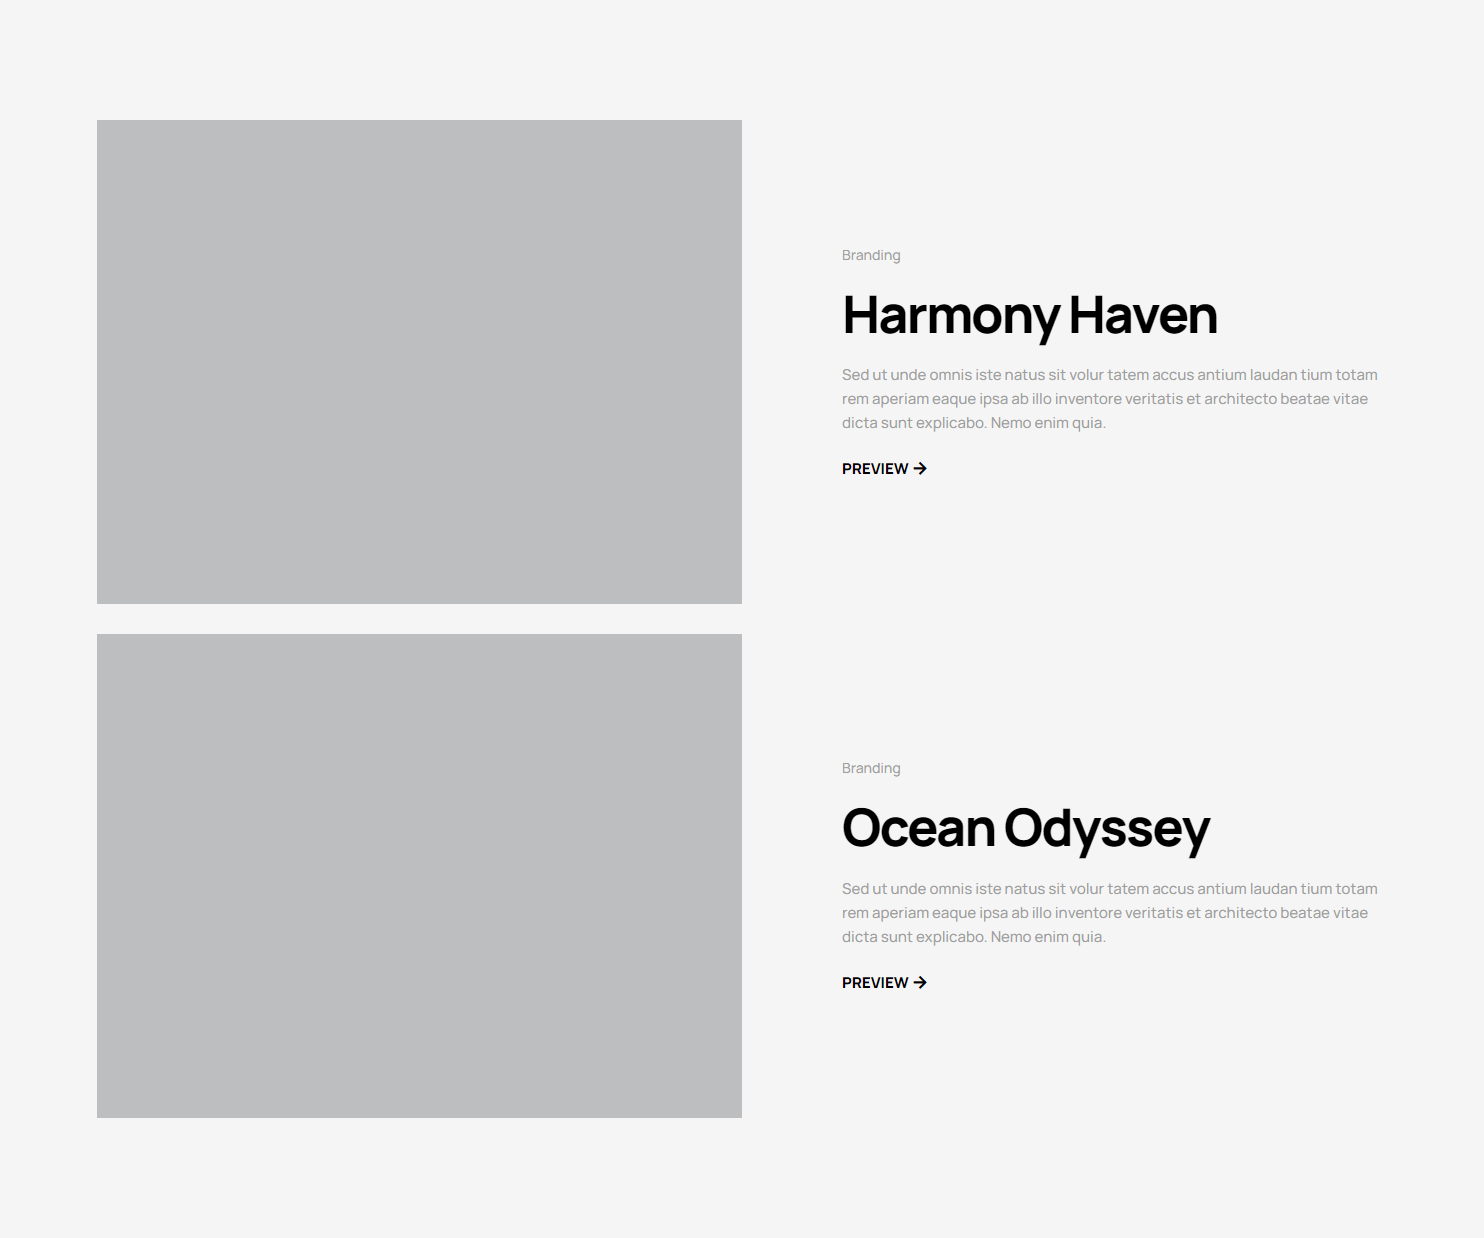 Branding
Harmony Haven
Sed ut unde omnis iste natus sit volur tatem accus antium laudan tium totam
rem aperiam eaque ipsa ab illo inventore veritatis et architecto beatae vitae
dicta sunt explicabo. Nemo enim quia.
PREVIEW →
Branding
Ocean Odyssey
Sed ut unde omnis iste natus sit volur tatem accus antium laudan tium totam
rem aperiam eaque ipsa ab illo inventore veritatis et architecto beatae vitae
dicta sunt explicabo. Nemo enim quia.
PREVIEW →